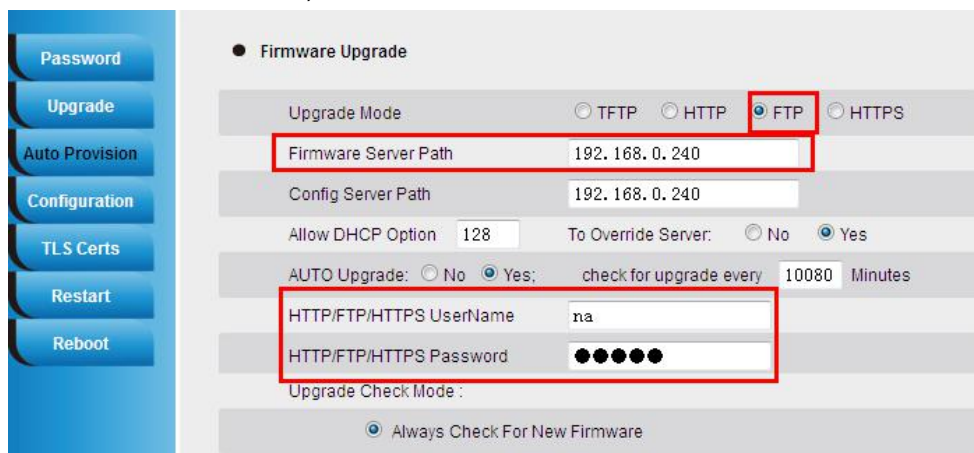 Password
Upgrade
Auto Provision
Configuration
TLS Certs
Restart
Reboot
Firmware Upgrade
Upgrade Mode TFTP HTTP FTP HTTPS
Firmware Server Path 192.168.0.240
Config Server Path 192.168.0.240
Allow DHCP Option 128 To Override Server: No Yes
AUTO Upgrade: No Yes; check for upgrade every 10080 Minutes
HTTP/FTP/HTTPS UserName na
HTTP/FTP/HTTPS Password ●●●●●
Upgrade Check Mode :
Always Check For New Firmware